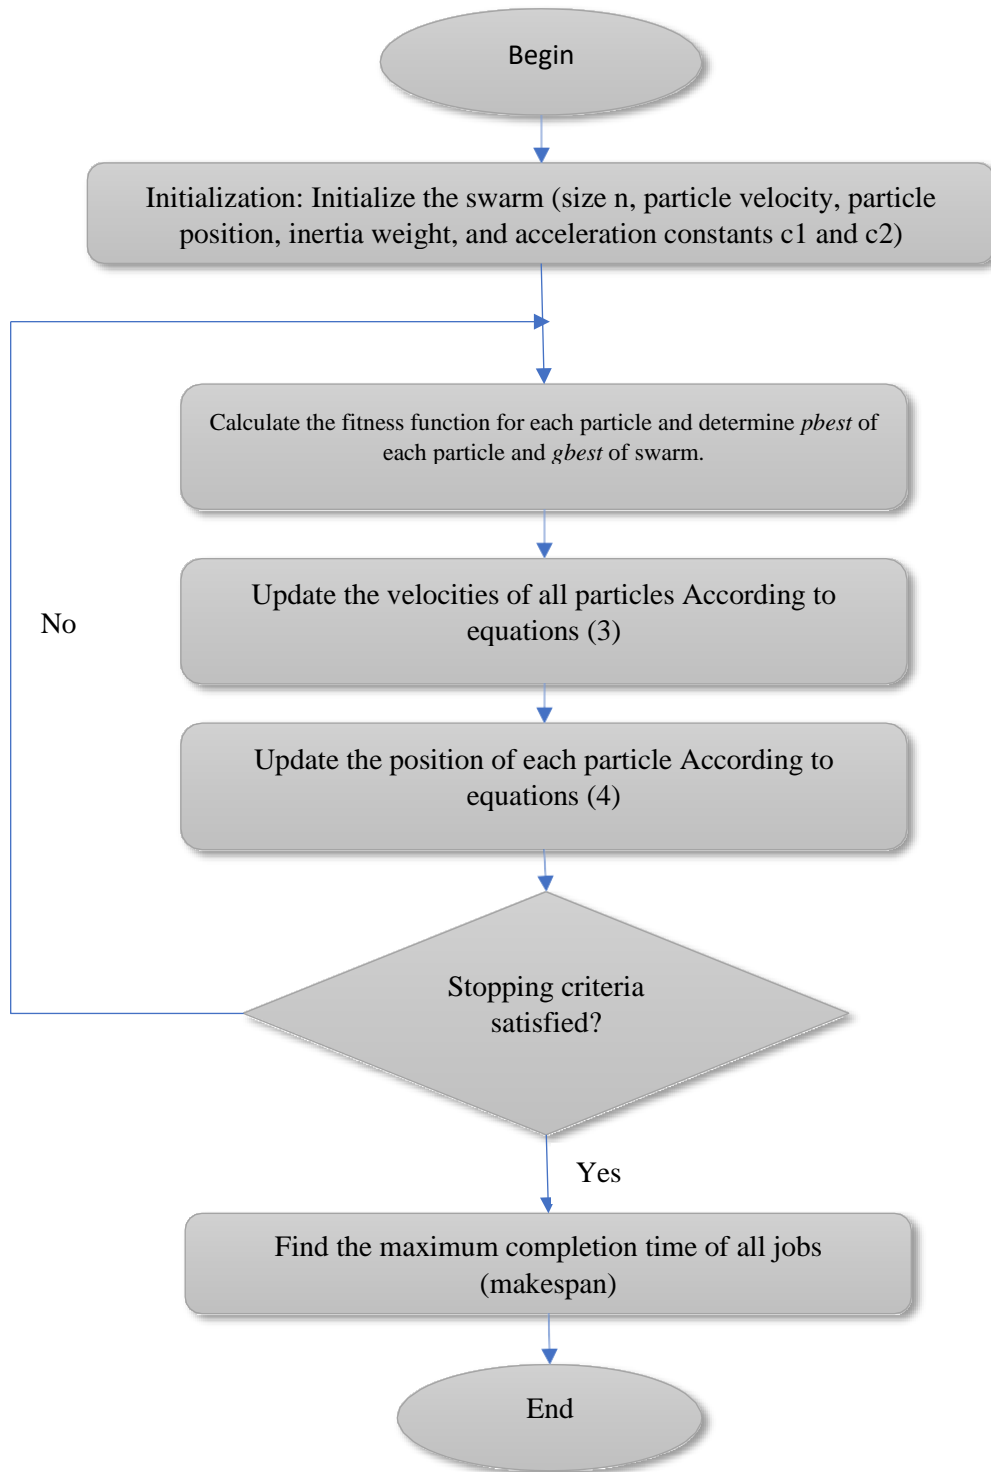 Begin
Initialization: Initialize the swarm (size n, particle velocity, particle
position, inertia weight, and acceleration constants c1 and c2)
Calculate the fitness function for each particle and determine pbest of
each particle and gbest of swarm.
Update the velocities of all particles According to
equations (3)
No
Update the position of each particle According to
equations (4)
Stopping criteria
satisfied?
Yes
Find the maximum completion time of all jobs
(makespan)
End